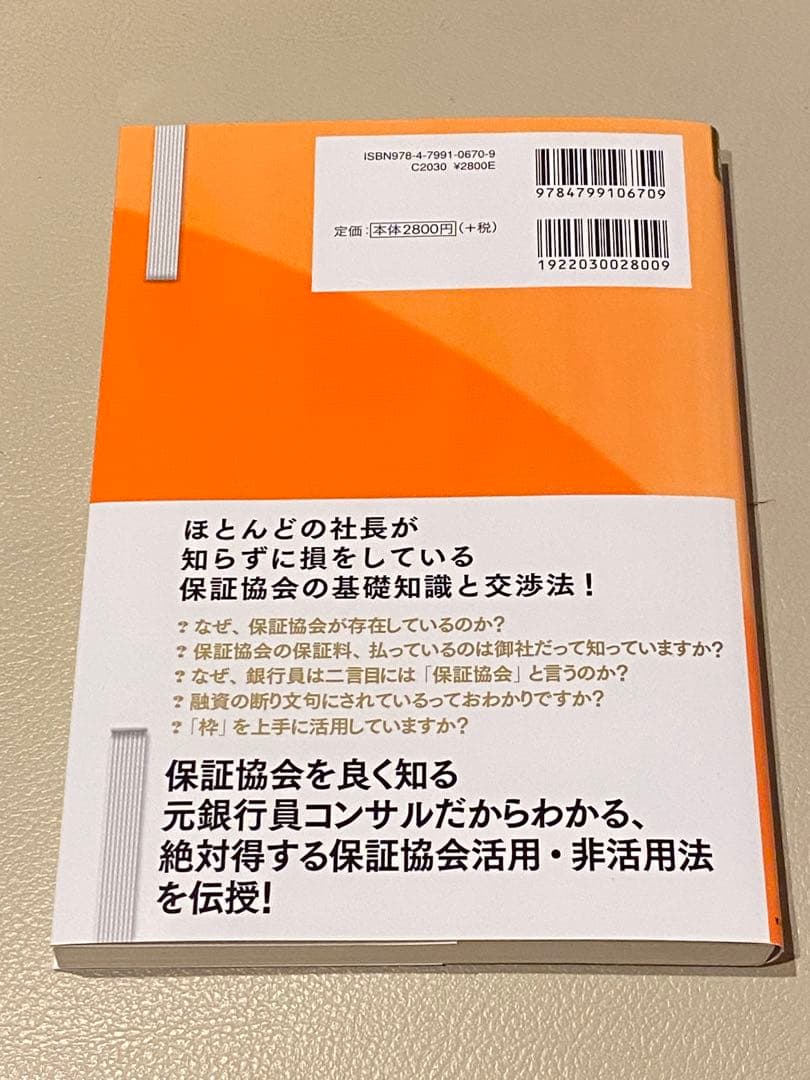 ISBN978-4-7991-0670-9
C2030 ¥2800E
9784799106709
定価:本体2800円(+税)
1922030028009
ほとんどの社長が
知らずに損をしている
保証協会の基礎知識と交渉法!
?なぜ、保証協会が存在しているのか?
?保証協会の保証料、払っているのは御社だって知っていますか?
?なぜ、銀行員は二言目には「保証協会」と言うのか?
?融資の断り文句にされているっておわかりですか?
?「枠」を上手に活用していますか?
保証協会を良く知る
元銀行員コンサルだからわかる、
絶対得する保証協会活用・非活用法
を伝授!